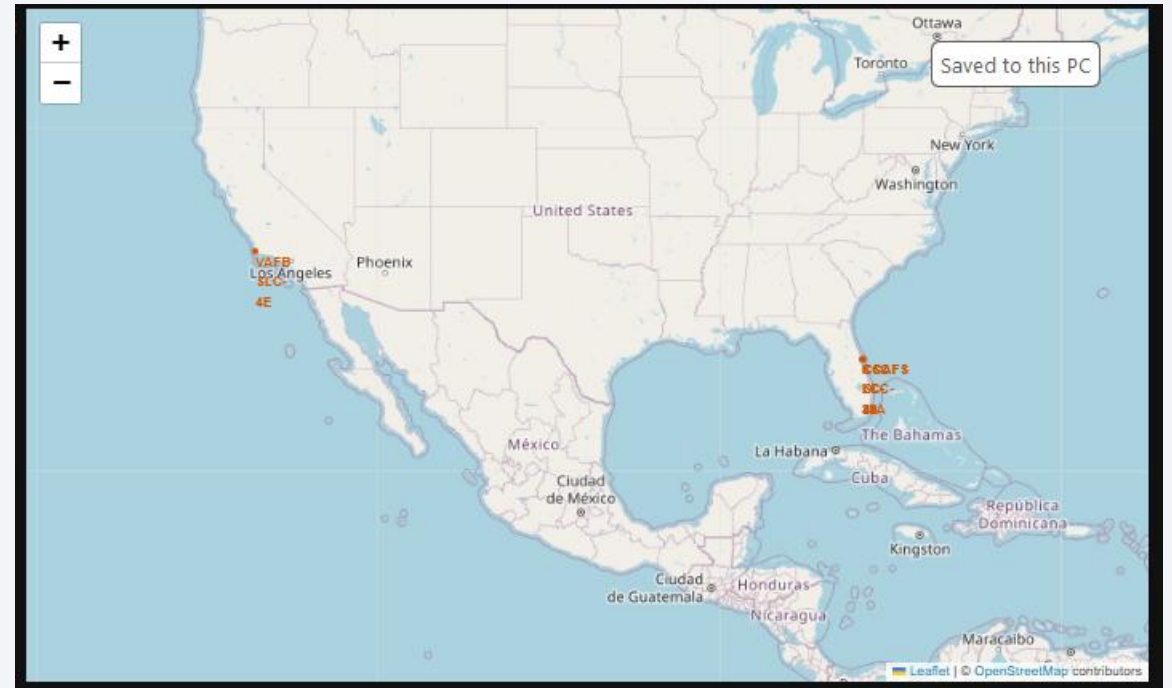 +
Ottawa
Toronto
Saved to this PC
−
New York
Washington
United States
Phoenix
VAFB
Los Angeles
SLC-
4E
The Bahamas
México
La Habana
Cuba
Ciudad
de México
República
Dominicana
Kingston
Ciudad
de Guatemala
Honduras
Nicaragua
Maracaibo
Leaflet | © OpenStreetMap contributors